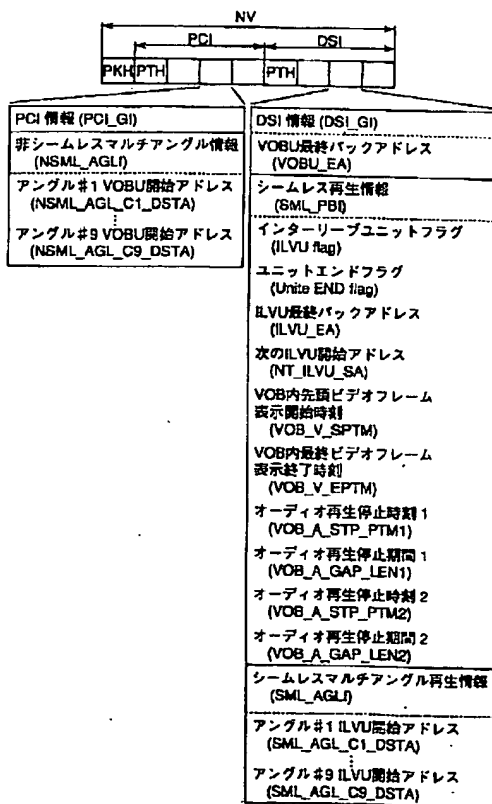 NV
PCI
DSI
PKH PTH PTH
PCI 情報 (PCI_GI)
非シームレスマルチアングル情報
(NSML_AGLI)
アングル#1 VOBU開始アドレス
(NSML_AGL_C1_DSTA)
アングル#9 VOBU開始アドレス
(NSML_AGL_C9_DSTA)
DSI 情報 (DSI_GI)
VOBU最終パックアドレス
(VOBU_EA)
シームレス再生情報
(SML_PBI)
インターリーブユニットフラグ
(ILVU flag)
ユニットエンドフラグ
(Unite END flag)
ILVU最終パックアドレス
(ILVU_EA)
次のILVU開始アドレス
(NT_ILVU_SA)
VOB内先頭ビデオフレーム
表示開始時刻
(VOB_V_SPTM)
VOB内最終ビデオフレーム
表示終了時刻
(VOB_V_EPTM)
オーディオ再生停止時刻 1
(VOB_A_STP_PTM1)
オーディオ再生停止期間 1
(VOB_A_GAP_LEN1)
オーディオ再生停止時刻 2
(VOB_A_STP_PTM2)
オーディオ再生停止期間 2
(VOB_A_GAP_LEN2)
シームレスマルチアングル再生情報
(SML_AGLI)
アングル#1 ILVU開始アドレス
(SML_AGL_C1_DSTA)
アングル#9 ILVU開始アドレス
(SML_AGL_C9_DSTA)